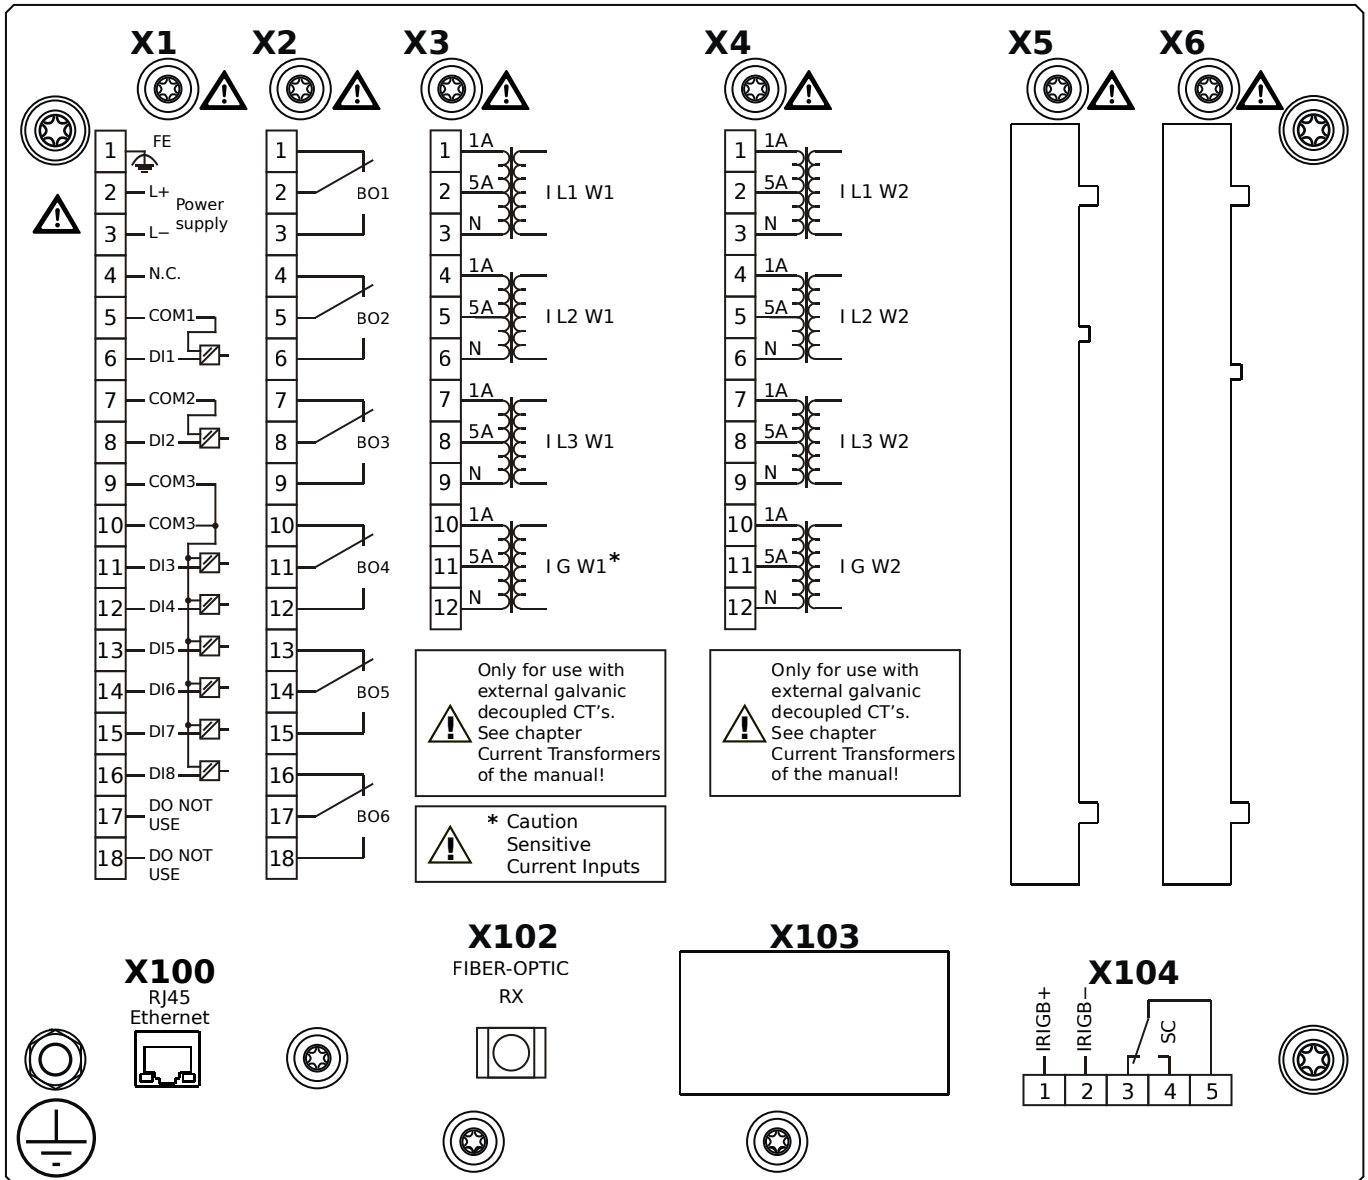 X1
X2
X3
X4
X5
X6
1 FE
2 L+
Power
supply
3 L−
4 N.C.
5 COM1
6 DI1
7 COM2
8 DI2
9 COM3
10 COM3
11 DI3
12 DI4
13 DI5
14 DI6
15 DI7
16 DI8
17 DO NOT
USE
18 DO NOT
USE
1
2 BO1
3
4
5 BO2
6
7
8 BO3
9
10
11 BO4
12
13
14 BO5
15
16
17 BO6
18
1 1A
2 5A I L1 W1
3 N
4 1A
5 5A I L2 W1
6 N
7 1A
8 5A I L3 W1
9 N
10 1A
11 5A I G W1*
12 N
Only for use with
external galvanic
decoupled CT's.
See chapter
Current Transformers
of the manual!
* Caution
Sensitive
Current Inputs
1 1A
2 5A I L1 W2
3 N
4 1A
5 5A I L2 W2
6 N
7 1A
8 5A I L3 W2
9 N
10 1A
11 5A I G W2
12 N
Only for use with
external galvanic
decoupled CT's.
See chapter
Current Transformers
of the manual!
X100
RJ45
Ethernet
X102
FIBER-OPTIC
RX
X103
X104
IRIGB+
IRIGB−
SC
1 2 3 4 5